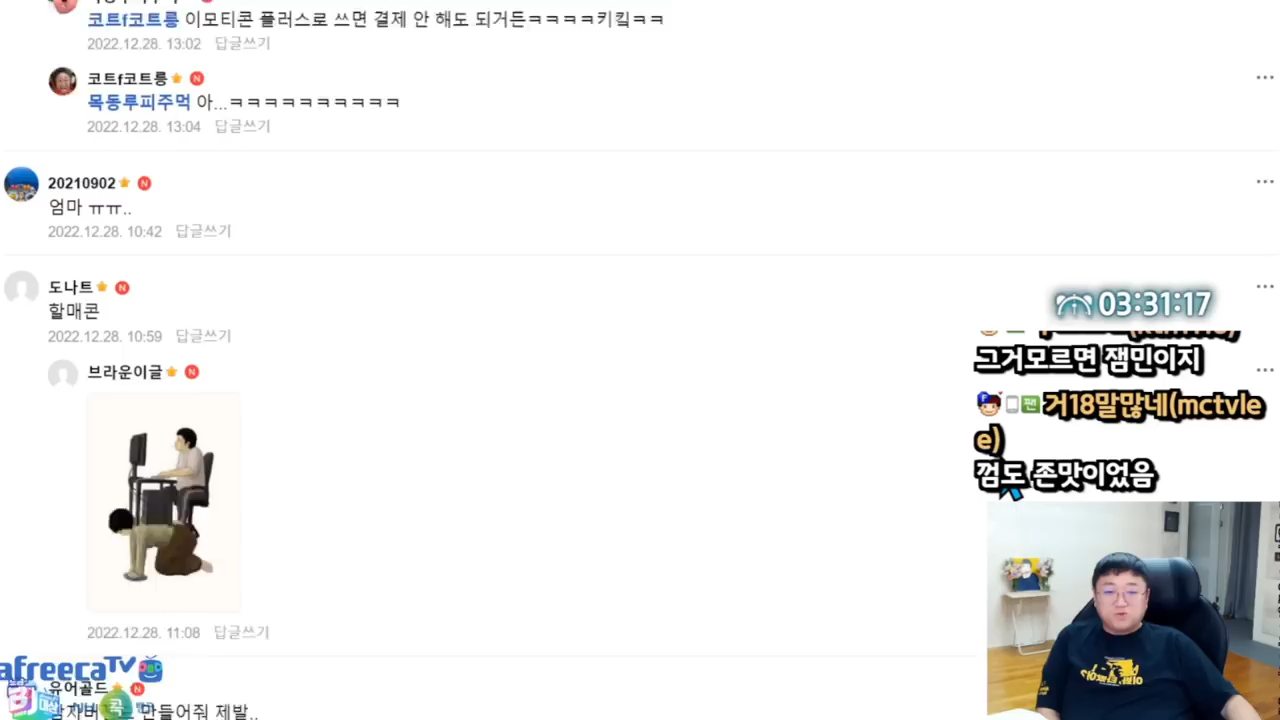 코트f코트릉 이모티콘 플러스로 쓰면 결제 안 해도 되거든ㅋㅋㅋㅋ키킼ㅋㅋ
2022.12.28. 13:02 답글쓰기
코트f코트릉 N
목동루피주먹 아...ㅋㅋㅋㅋㅋㅋㅋㅋㅋㅋ
2022.12.28. 13:04 답글쓰기
20210902 N
엄마 ㅠㅠ..
2022.12.28. 10:42 답글쓰기
도나트 N
할매콘
2022.12.28. 10:59 답글쓰기
브라운이글 N
2022.12.28. 11:08 답글쓰기
유어골드 N
만들어줘 제발..
afreecaTV
03:31:17
그거모르면 잼민이지
F 팬 거18말많네(mctvle
e)
껌도 존맛이었음